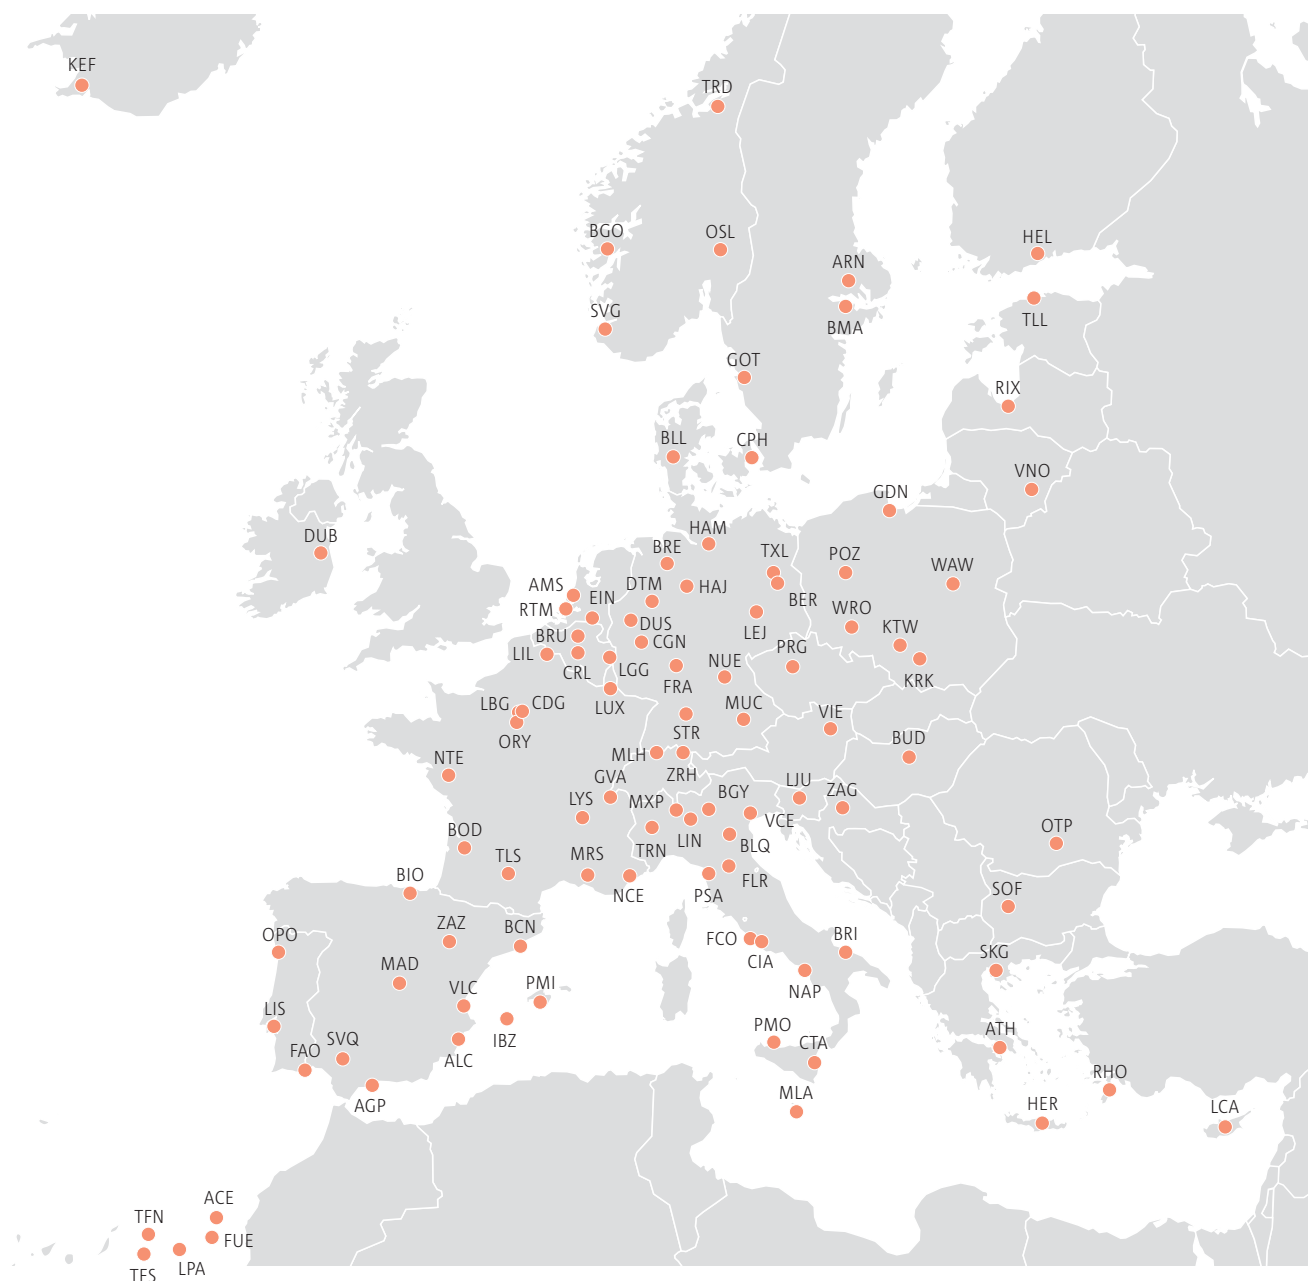 KEF
TRD
BGO
OSL
HEL
ARN
SVG
TLL
BMA
GOT
RIX
BLL
CPH
VNO
GDN
HAM
DUB
BRE
TXL
POZ
WAW
AMS
DTM
HAJ
EIN
BER
RTM
WRO
DUS
LEJ
KTW
BRU
CGN
PRG
LIL
NUE
CRL
LGG
KRK
FRA
LBG
CDG
LUX
MUC
VIE
STR
BUD
ORY
NTE
MLH
ZRH
GVA
LJU
ZAG
BGY
LYS
MXP
VCE
OTP
BOD
LIN
BLQ
TRN
TLS
MRS
BIO
FLR
SOF
NCE
PSA
ZAZ
BCN
OPO
FCO
BRI
SKG
CIA
MAD
PMI
VLC
NAP
LIS
PMO
ATH
SVQ
IBZ
CTA
FAO
ALC
RHO
MLA
AGP
HER
LCA
ACE
TFN
FUE
LPA
TFS